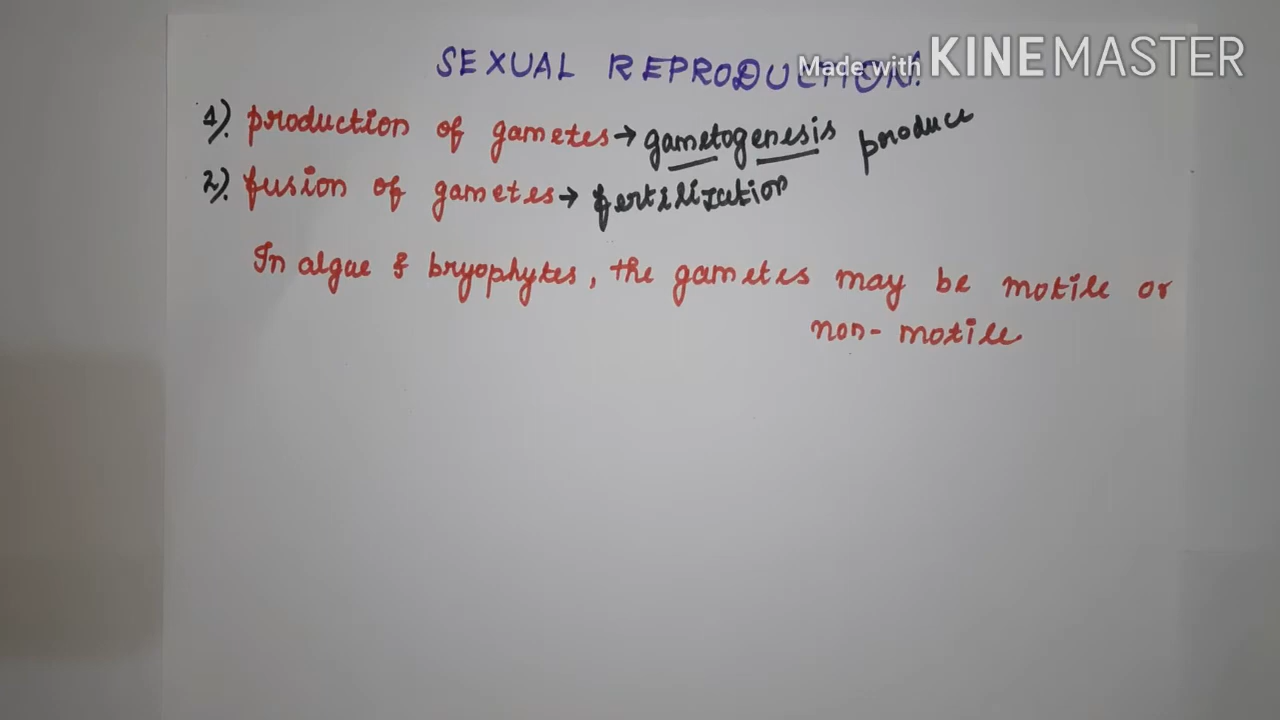 SEXUAL REPRODUCTION:
Made with KINEMASTER
1). production of gametes → gametogenesis produce
2). fusion of gametes → fertilization
In algae & bryophytes, the gametes may be motile or
non-motile